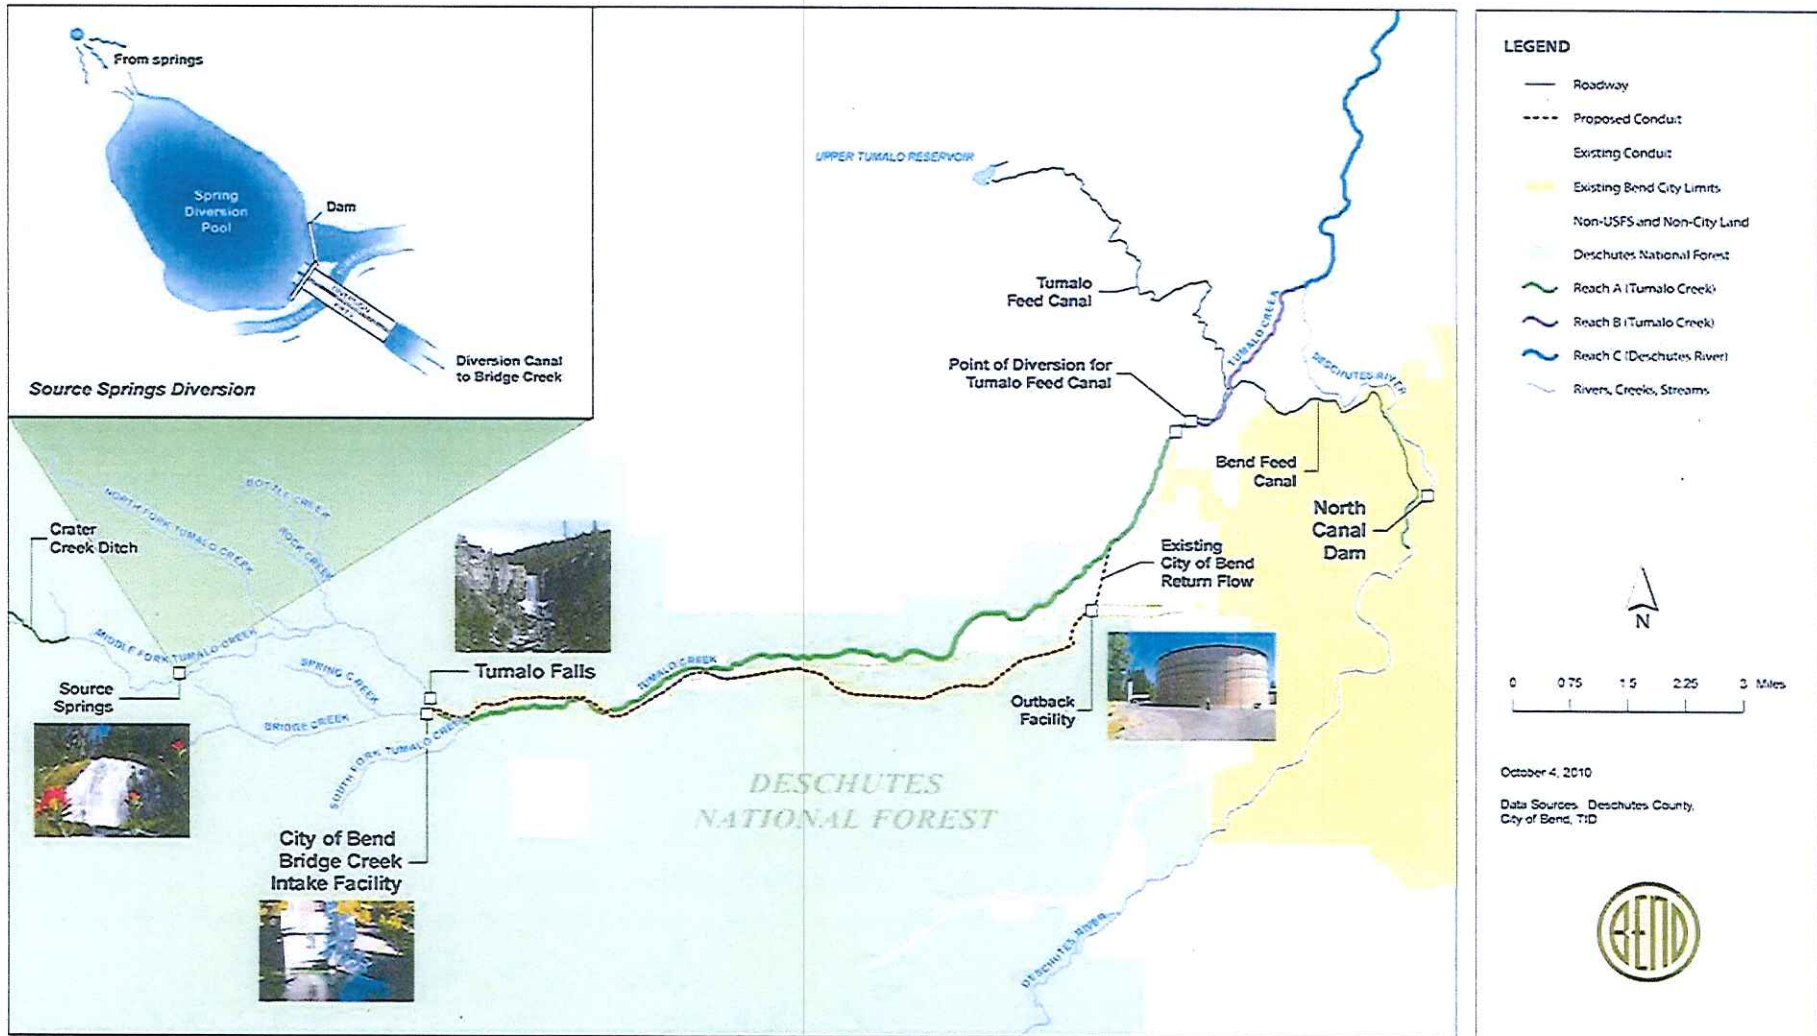 From springs
Spring
Diversion
Pool
Dam
Diversion Canal
to Bridge Creek
Source Springs Diversion
UPPER TUMALO RESERVOIR
Tumalo
Feed Canal
TUMALO CREEK
DESCHUTES RIVER
Point of Diversion for
Tumalo Feed Canal
Bend Feed
Canal
North
Canal
Dam
Existing
City of Bend
Return Flow
Crater
Creek Ditch
NORTH FORK TUMALO CREEK
BOTTLE CREEK
ROCK CREEK
MIDDLE FORK TUMALO CREEK
SPRING CREEK
BRIDGE CREEK
SOUTH FORK TUMALO CREEK
Source
Springs
Tumalo Falls
TUMALO CREEK
Outback
Facility
City of Bend
Bridge Creek
Intake Facility
DESCHUTES
NATIONAL FOREST
DESCHUTES RIVER
LEGEND
Roadway
Proposed Conduit
Existing Conduit
Existing Bend City Limits
Non-USFS and Non-City Land
Deschutes National Forest
Reach A (Tumalo Creek)
Reach B (Tumalo Creek)
Reach C (Deschutes River)
Rivers, Creeks, Streams
N
0 0.75 1.5 2.25 3 Miles
October 4, 2010
Data Sources: Deschutes County,
City of Bend, TID
BEND